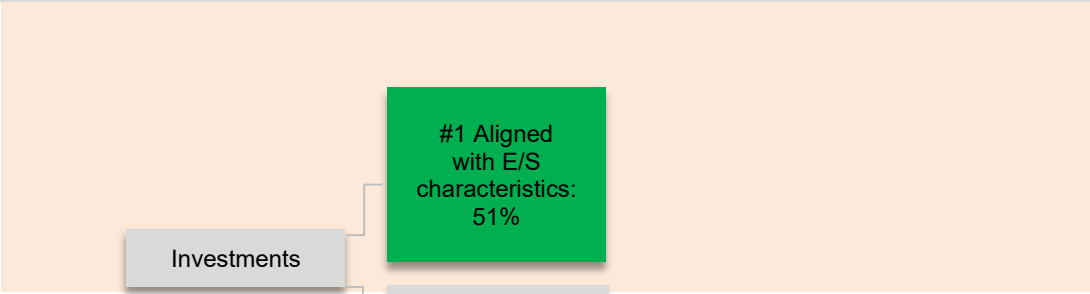 #1 Aligned
with E/S
characteristics:
51%
Investments